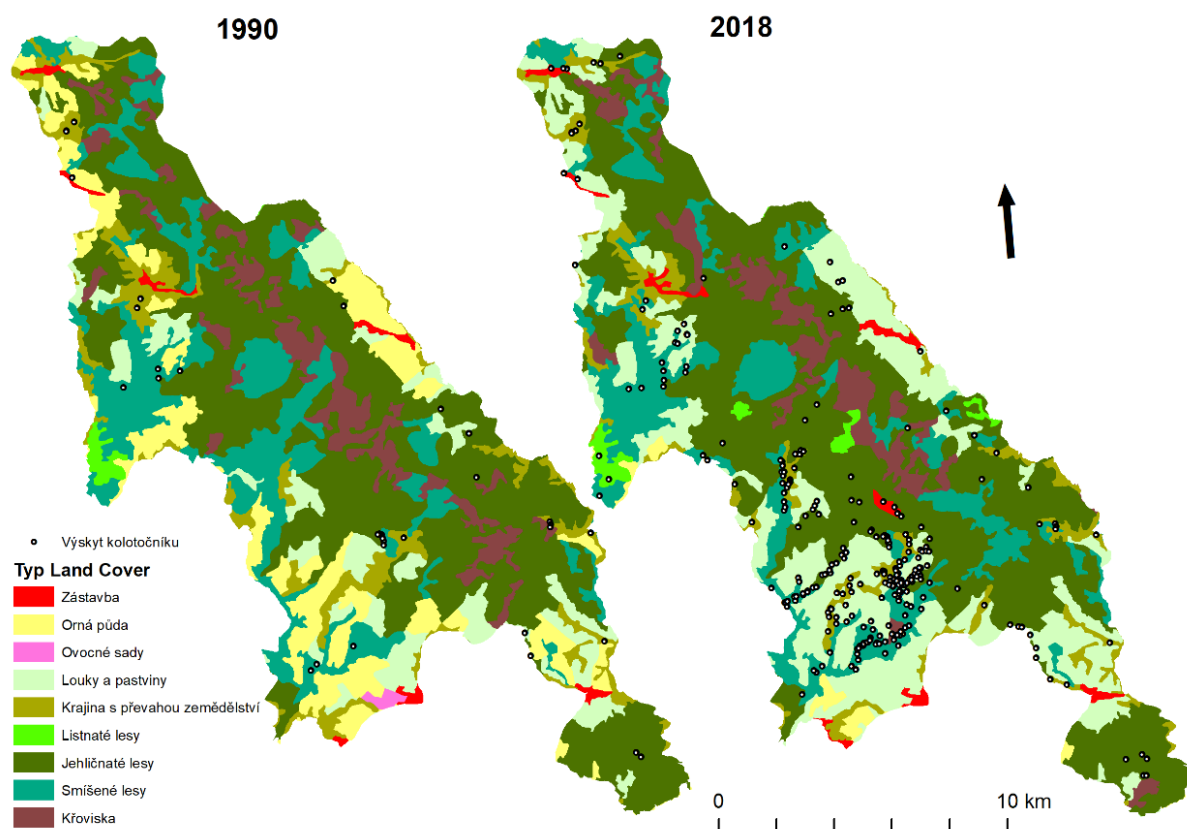 1990
2018
Výskyt kolotočníku
Typ Land Cover
Zástavba
Orná půda
Ovocné sady
Louky a pastviny
Krajina s převahou zemědělství
Listnaté lesy
Jehličnaté lesy
Smíšené lesy
Křoviska
0 10 km